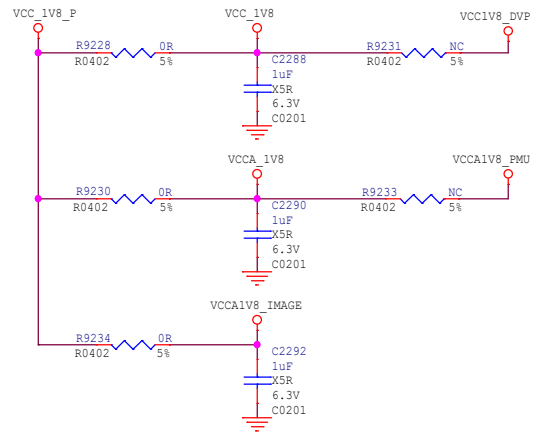 VCC_1V8_P VCC_1V8 VCC1V8_DVP
R9228 0R R9231 NC
R0402 5% R0402 5%
C2288
1uF
X5R
6.3V
C0201
VCCA_1V8 VCCA1V8_PMU
R9230 0R R9233 NC
R0402 5% R0402 5%
C2290
1uF
X5R
6.3V
C0201
VCCA1V8_IMAGE
R9234 0R
R0402 5%
C2292
1uF
X5R
6.3V
C0201